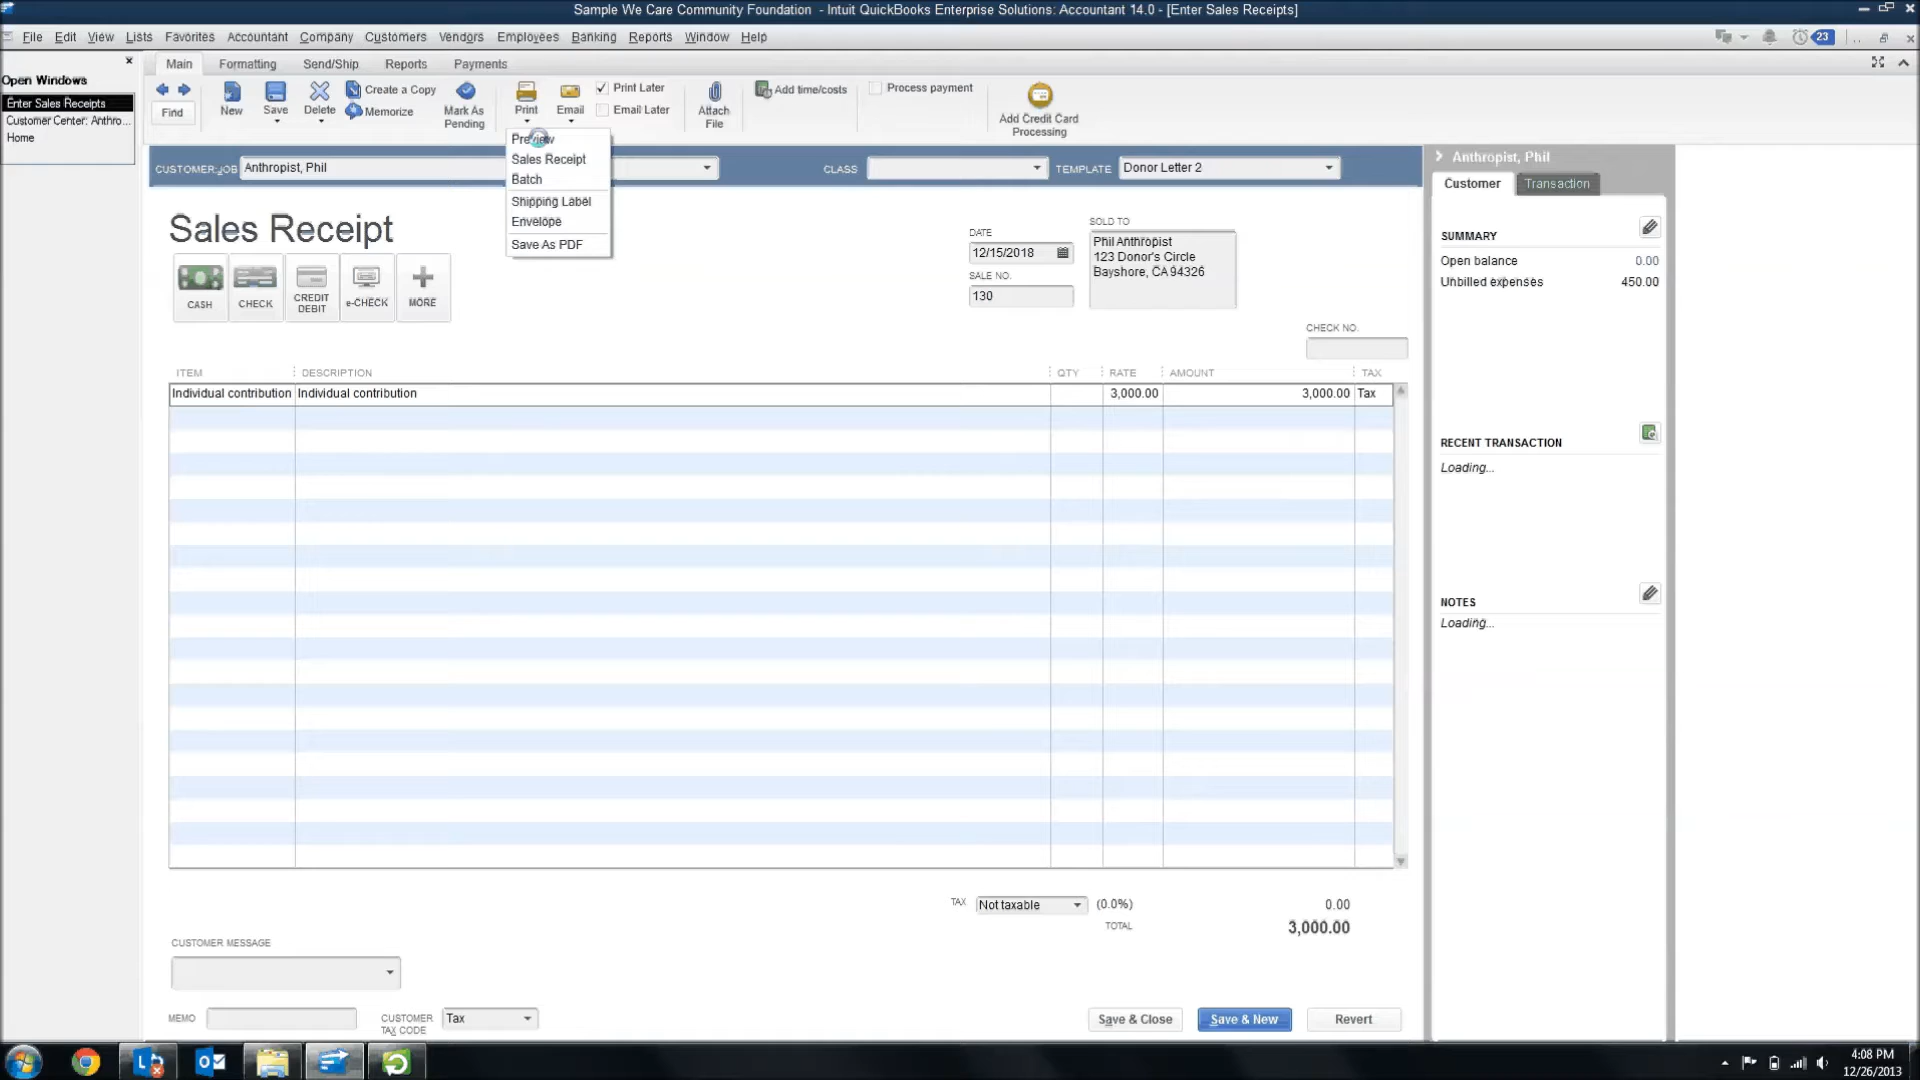 Sample We Care Community Foundation - Intuit QuickBooks Enterprise Solutions: Accountant 14.0 - [Enter Sales Receipts]
File Edit View Lists Favorites Accountant Company Customers Vendors Employees Banking Reports Window Help
23
Open Windows
Enter Sales Receipts
Customer Center: Anthro...
Home
Main Formatting Send/Ship Reports Payments
Find
New
Save
Delete
Create a Copy
Memorize
Mark As
Pending
Print
Email
Print Later
Email Later
Attach
File
Add time/costs
Process payment
Add Credit Card
Processing
Preview
Sales Receipt
Batch
Shipping Label
Envelope
Save As PDF
CUSTOMER:JOB Anthropist, Phil
CLASS
TEMPLATE Donor Letter 2
Sales Receipt
CASH
CHECK
CREDIT
DEBIT
e-CHECK
MORE
DATE
12/15/2018
SALE NO.
130
SOLD TO
Phil Anthropist
123 Donor's Circle
Bayshore, CA 94326
CHECK NO.
ITEM DESCRIPTION QTY RATE AMOUNT TAX
Individual contribution Individual contribution 3,000.00 3,000.00 Tax
TAX Not taxable (0.0%) 0.00
TOTAL 3,000.00
CUSTOMER MESSAGE
MEMO
CUSTOMER
TAX CODE
Tax
Save & Close
Save & New
Revert
Anthropist, Phil
Customer Transaction
SUMMARY
Open balance 0.00
Unbilled expenses 450.00
RECENT TRANSACTION
Loading...
NOTES
Loading...
4:08 PM
12/26/2013